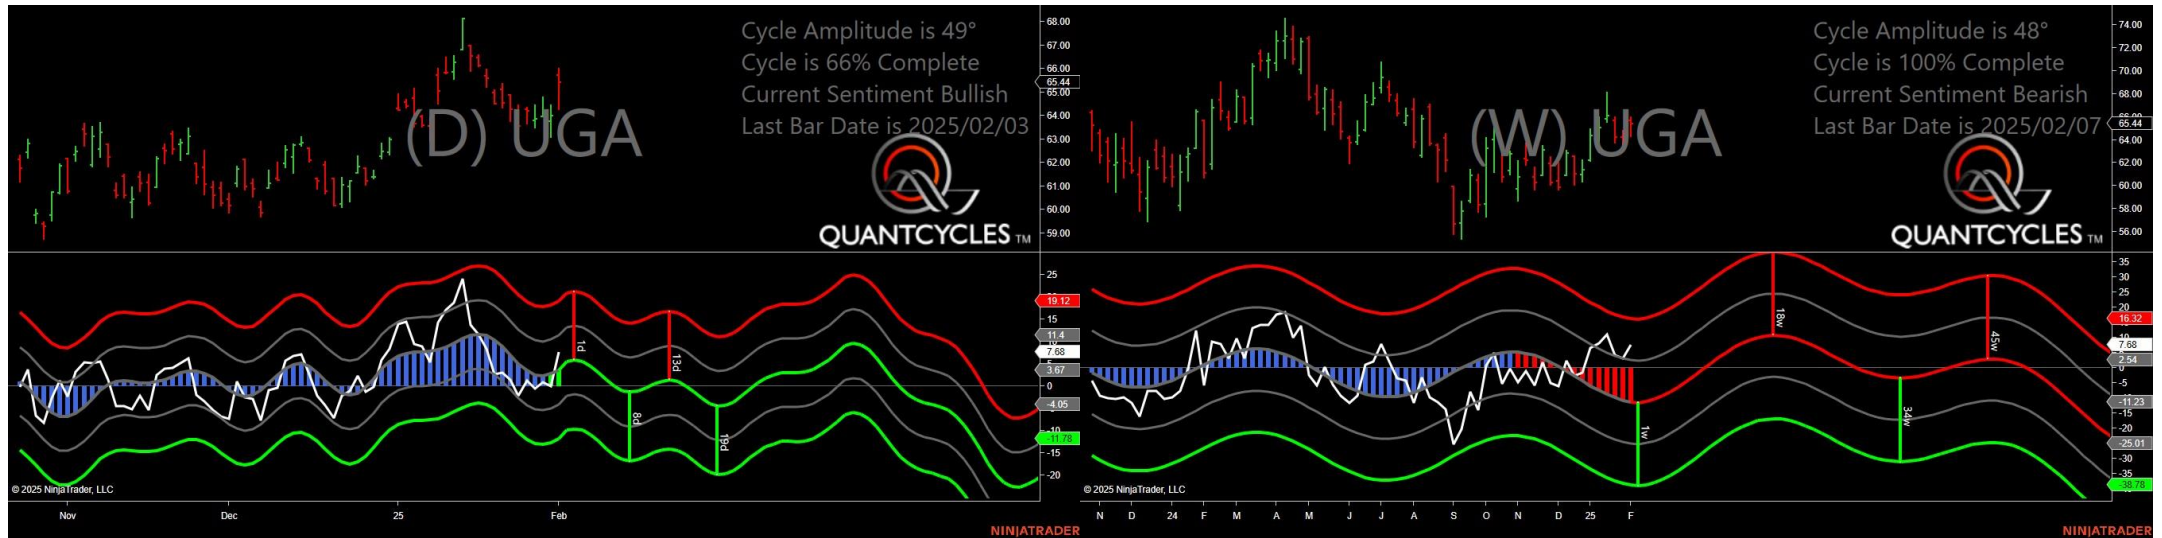 Cycle Amplitude is 49°
Cycle is 66% Complete
Current Sentiment Bullish
Last Bar Date is 2025/02/03
(D) UGA
QUANTCYCLES TM
68.00
67.00
66.00
65.44
65.00
64.00
63.00
62.00
61.00
60.00
59.00
25
19.12
15
11.4
7.68
3.67
0
-4.05
-10
-11.78
-15
-20
1d
13d
8d
19d
© 2025 NinjaTrader, LLC
Nov
Dec
25
Feb
NINJATRADER
Cycle Amplitude is 48°
Cycle is 100% Complete
Current Sentiment Bearish
Last Bar Date is 2025/02/07
(W) UGA
QUANTCYCLES TM
74.00
72.00
70.00
68.00
65.44
64.00
62.00
60.00
58.00
56.00
35
30
25
20
16.32
7.68
2.54
0
-5
-11.23
-15
-20
-25.01
-30
-35
-38.78
18w
45w
1w
34w
© 2025 NinjaTrader, LLC
N D 24 F M A M J J A S O N D 25 F
NINJATRADER